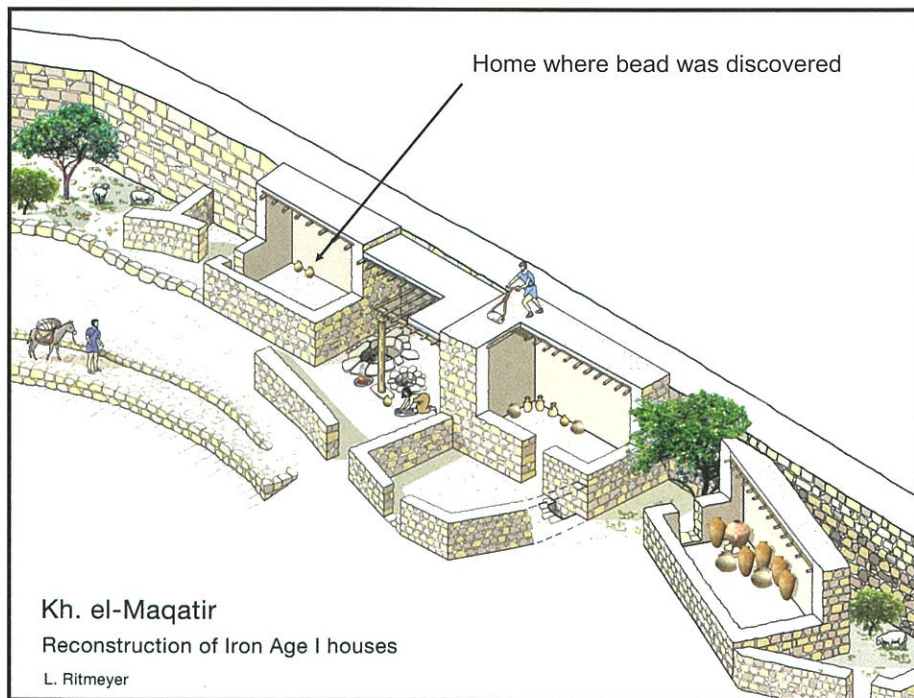 Home where bead was discovered
Kh. el-Maqatir
Reconstruction of Iron Age I houses
L. Ritmeyer